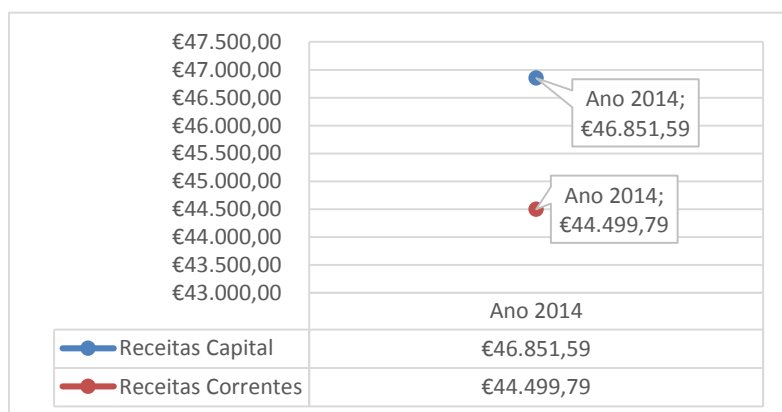 €47.500,00
€47.000,00
€46.500,00
€46.000,00
€45.500,00
€45.000,00
€44.500,00
€44.000,00
€43.500,00
€43.000,00
Ano 2014;
€46.851,59
Ano 2014;
€44.499,79
Ano 2014
Receitas Capital €46.851,59
Receitas Correntes €44.499,79